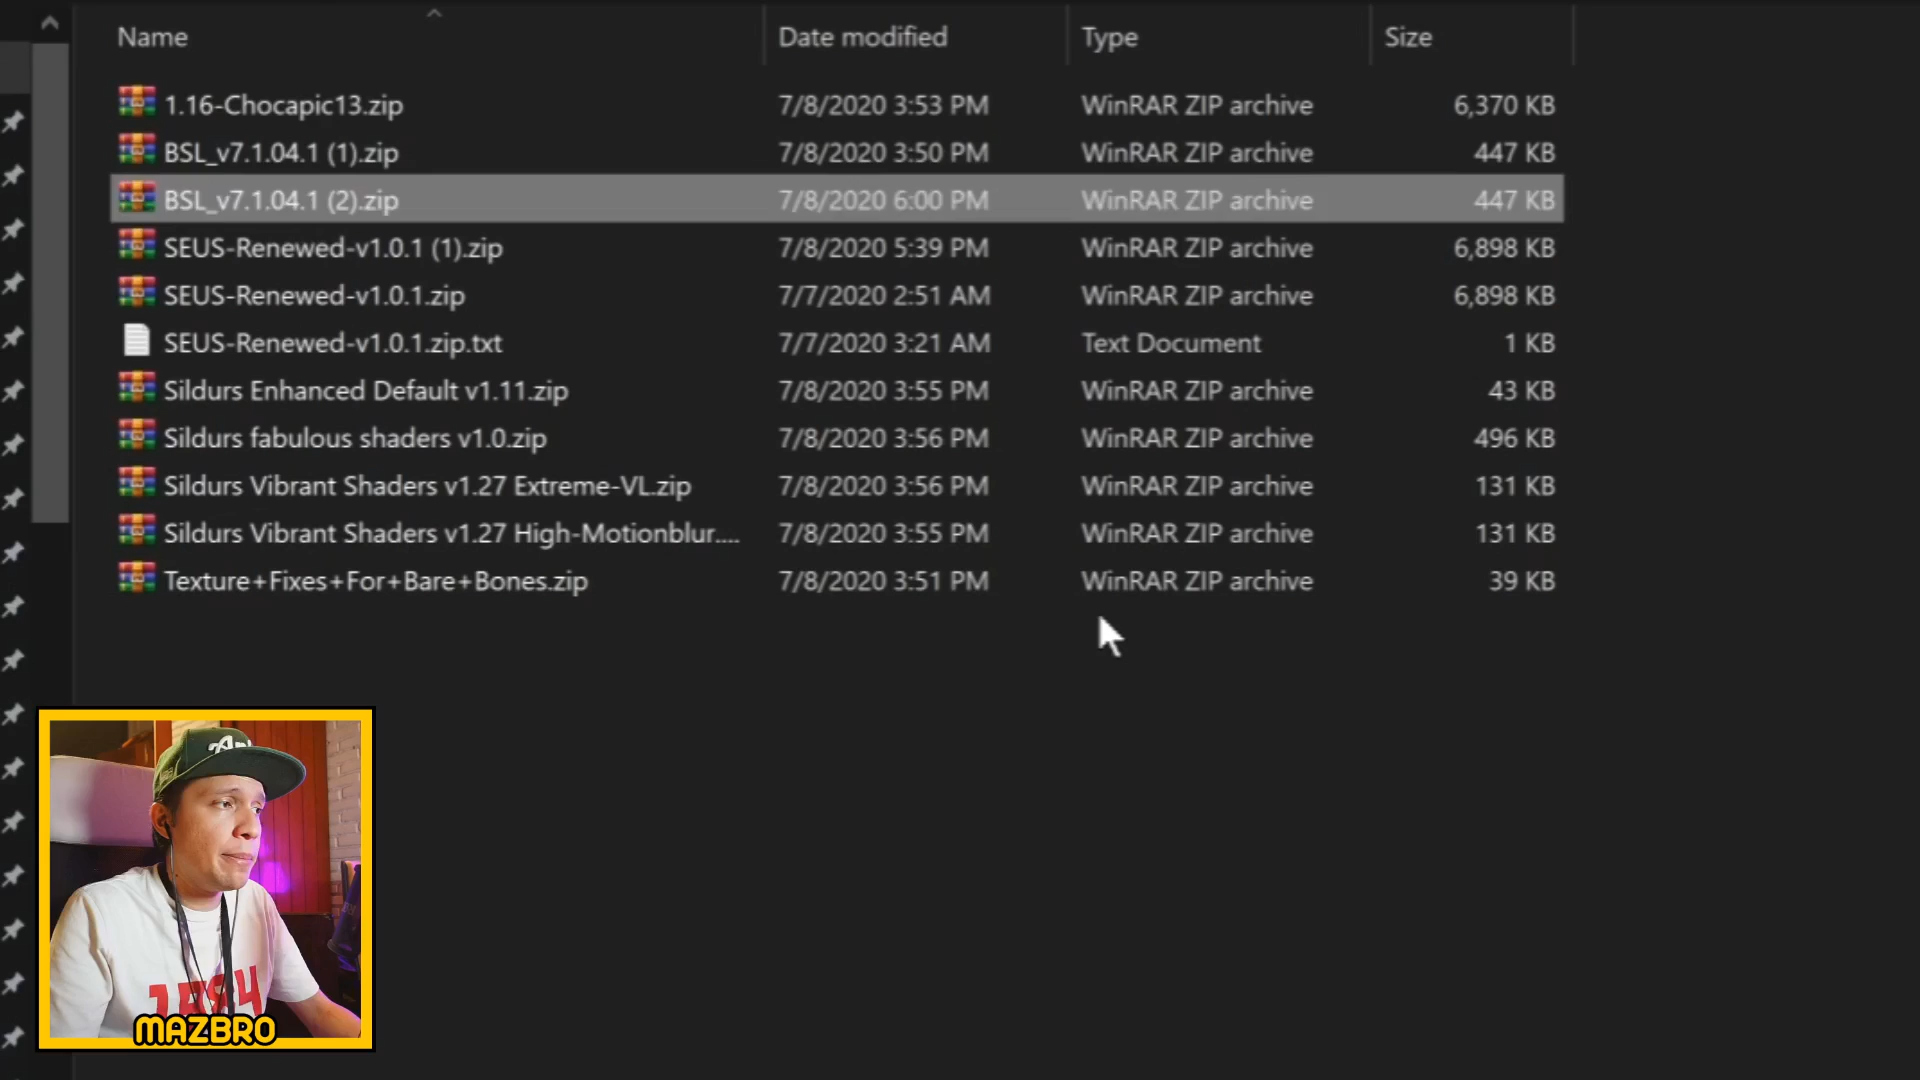 Name Date modified Type Size
1.16-Chocapic13.zip 7/8/2020 3:53 PM WinRAR ZIP archive 6,370 KB
BSL_v7.1.04.1 (1).zip 7/8/2020 3:50 PM WinRAR ZIP archive 447 KB
BSL_v7.1.04.1 (2).zip 7/8/2020 6:00 PM WinRAR ZIP archive 447 KB
SEUS-Renewed-v1.0.1 (1).zip 7/8/2020 5:39 PM WinRAR ZIP archive 6,898 KB
SEUS-Renewed-v1.0.1.zip 7/7/2020 2:51 AM WinRAR ZIP archive 6,898 KB
SEUS-Renewed-v1.0.1.zip.txt 7/7/2020 3:21 AM Text Document 1 KB
Sildurs Enhanced Default v1.11.zip 7/8/2020 3:55 PM WinRAR ZIP archive 43 KB
Sildurs fabulous shaders v1.0.zip 7/8/2020 3:56 PM WinRAR ZIP archive 496 KB
Sildurs Vibrant Shaders v1.27 Extreme-VL.zip 7/8/2020 3:56 PM WinRAR ZIP archive 131 KB
Sildurs Vibrant Shaders v1.27 High-Motionblur.... 7/8/2020 3:55 PM WinRAR ZIP archive 131 KB
Texture+Fixes+For+Bare+Bones.zip 7/8/2020 3:51 PM WinRAR ZIP archive 39 KB
MAZBRO